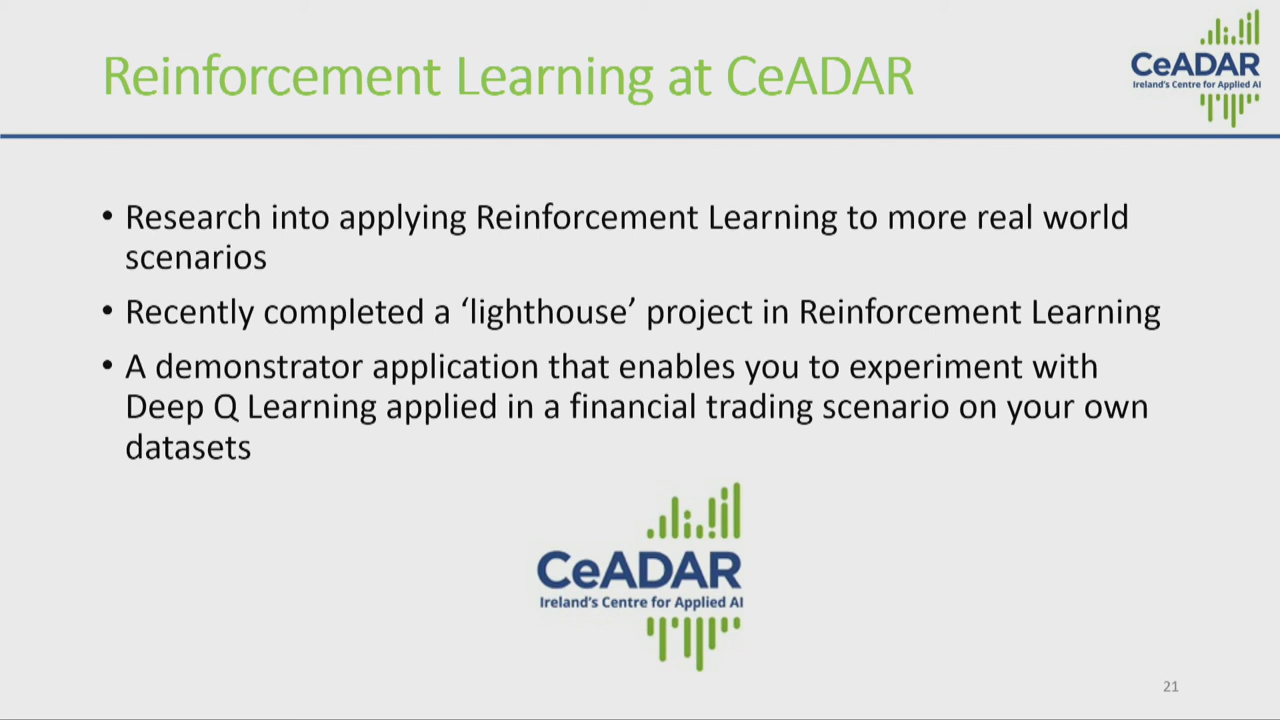 Reinforcement Learning at CeADAR
CeADAR
Ireland's Centre for Applied AI
• Research into applying Reinforcement Learning to more real world
scenarios
• Recently completed a ‘lighthouse’ project in Reinforcement Learning
• A demonstrator application that enables you to experiment with
Deep Q Learning applied in a financial trading scenario on your own
datasets
CeADAR
Ireland's Centre for Applied AI
21